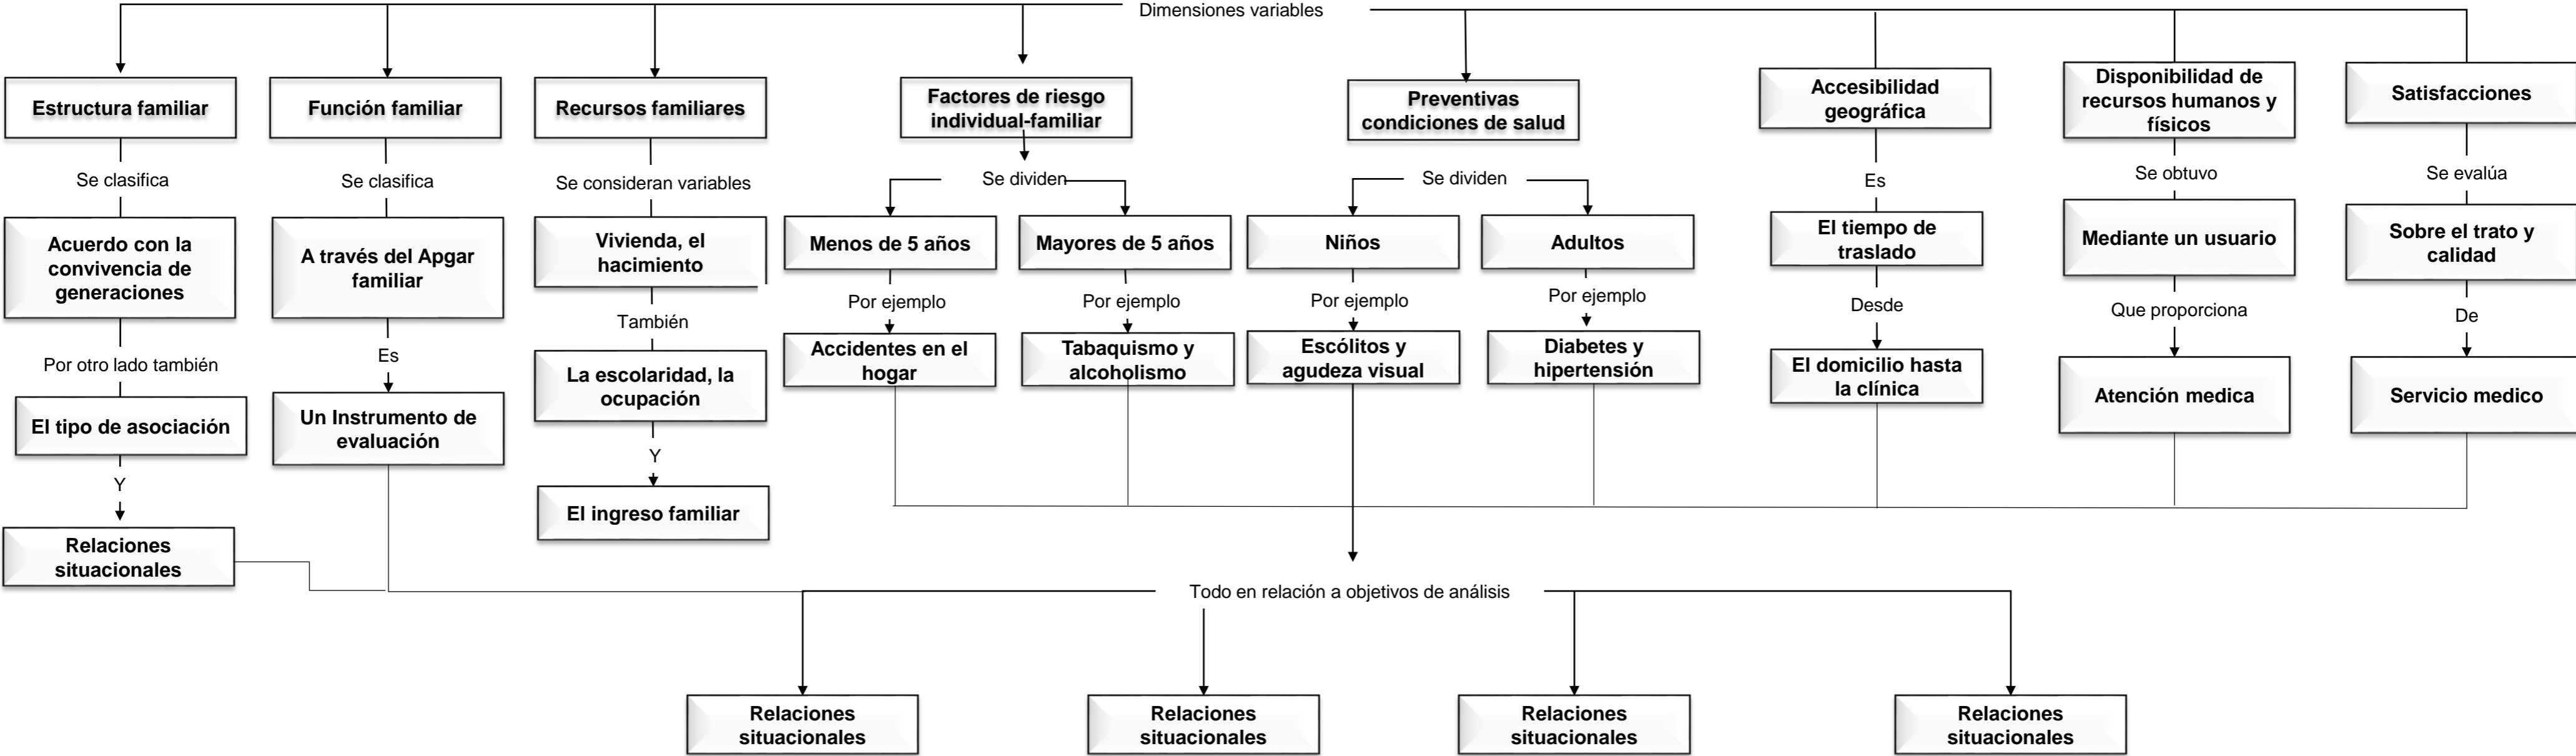 Dimensiones variables
Estructura familiar
Función familiar
Recursos familiares
Factores de riesgo
individual-familiar
Preventivas
condiciones de salud
Accesibilidad
geográfica
Disponibilidad de
recursos humanos y
físicos
Satisfacciones
Se clasifica
Se clasifica
Se consideran variables
Se dividen
Se dividen
Es
Se obtuvo
Se evalúa
Acuerdo con la
convivencia de
generaciones
A través del Apgar
familiar
Vivienda, el
hacimiento
Menos de 5 años
Mayores de 5 años
Niños
Adultos
El tiempo de
traslado
Mediante un usuario
Sobre el trato y
calidad
Por otro lado también
Es
También
Por ejemplo
Por ejemplo
Por ejemplo
Por ejemplo
Desde
Que proporciona
De
El tipo de asociación
Un Instrumento de
evaluación
La escolaridad, la
ocupación
Accidentes en el
hogar
Tabaquismo y
alcoholismo
Escólitos y
agudeza visual
Diabetes y
hipertensión
El domicilio hasta
la clínica
Atención medica
Servicio medico
Y
Y
Relaciones
situacionales
El ingreso familiar
Todo en relación a objetivos de análisis
Relaciones
situacionales
Relaciones
situacionales
Relaciones
situacionales
Relaciones
situacionales